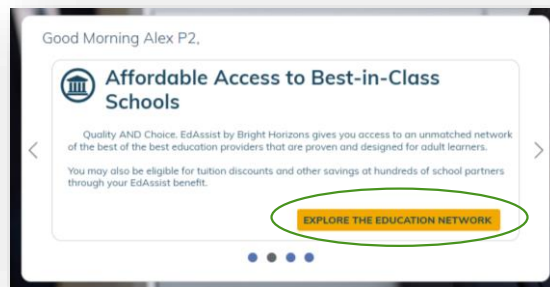 Good Morning Alex P2,
Affordable Access to Best-in-Class
Schools
Quality AND Choice. EdAssist by Bright Horizons gives you access to an unmatched network
of the best of the best education providers that are proven and designed for adult learners.
You may also be eligible for tuition discounts and other savings at hundreds of school partners
through your EdAssist benefit.
EXPLORE THE EDUCATION NETWORK